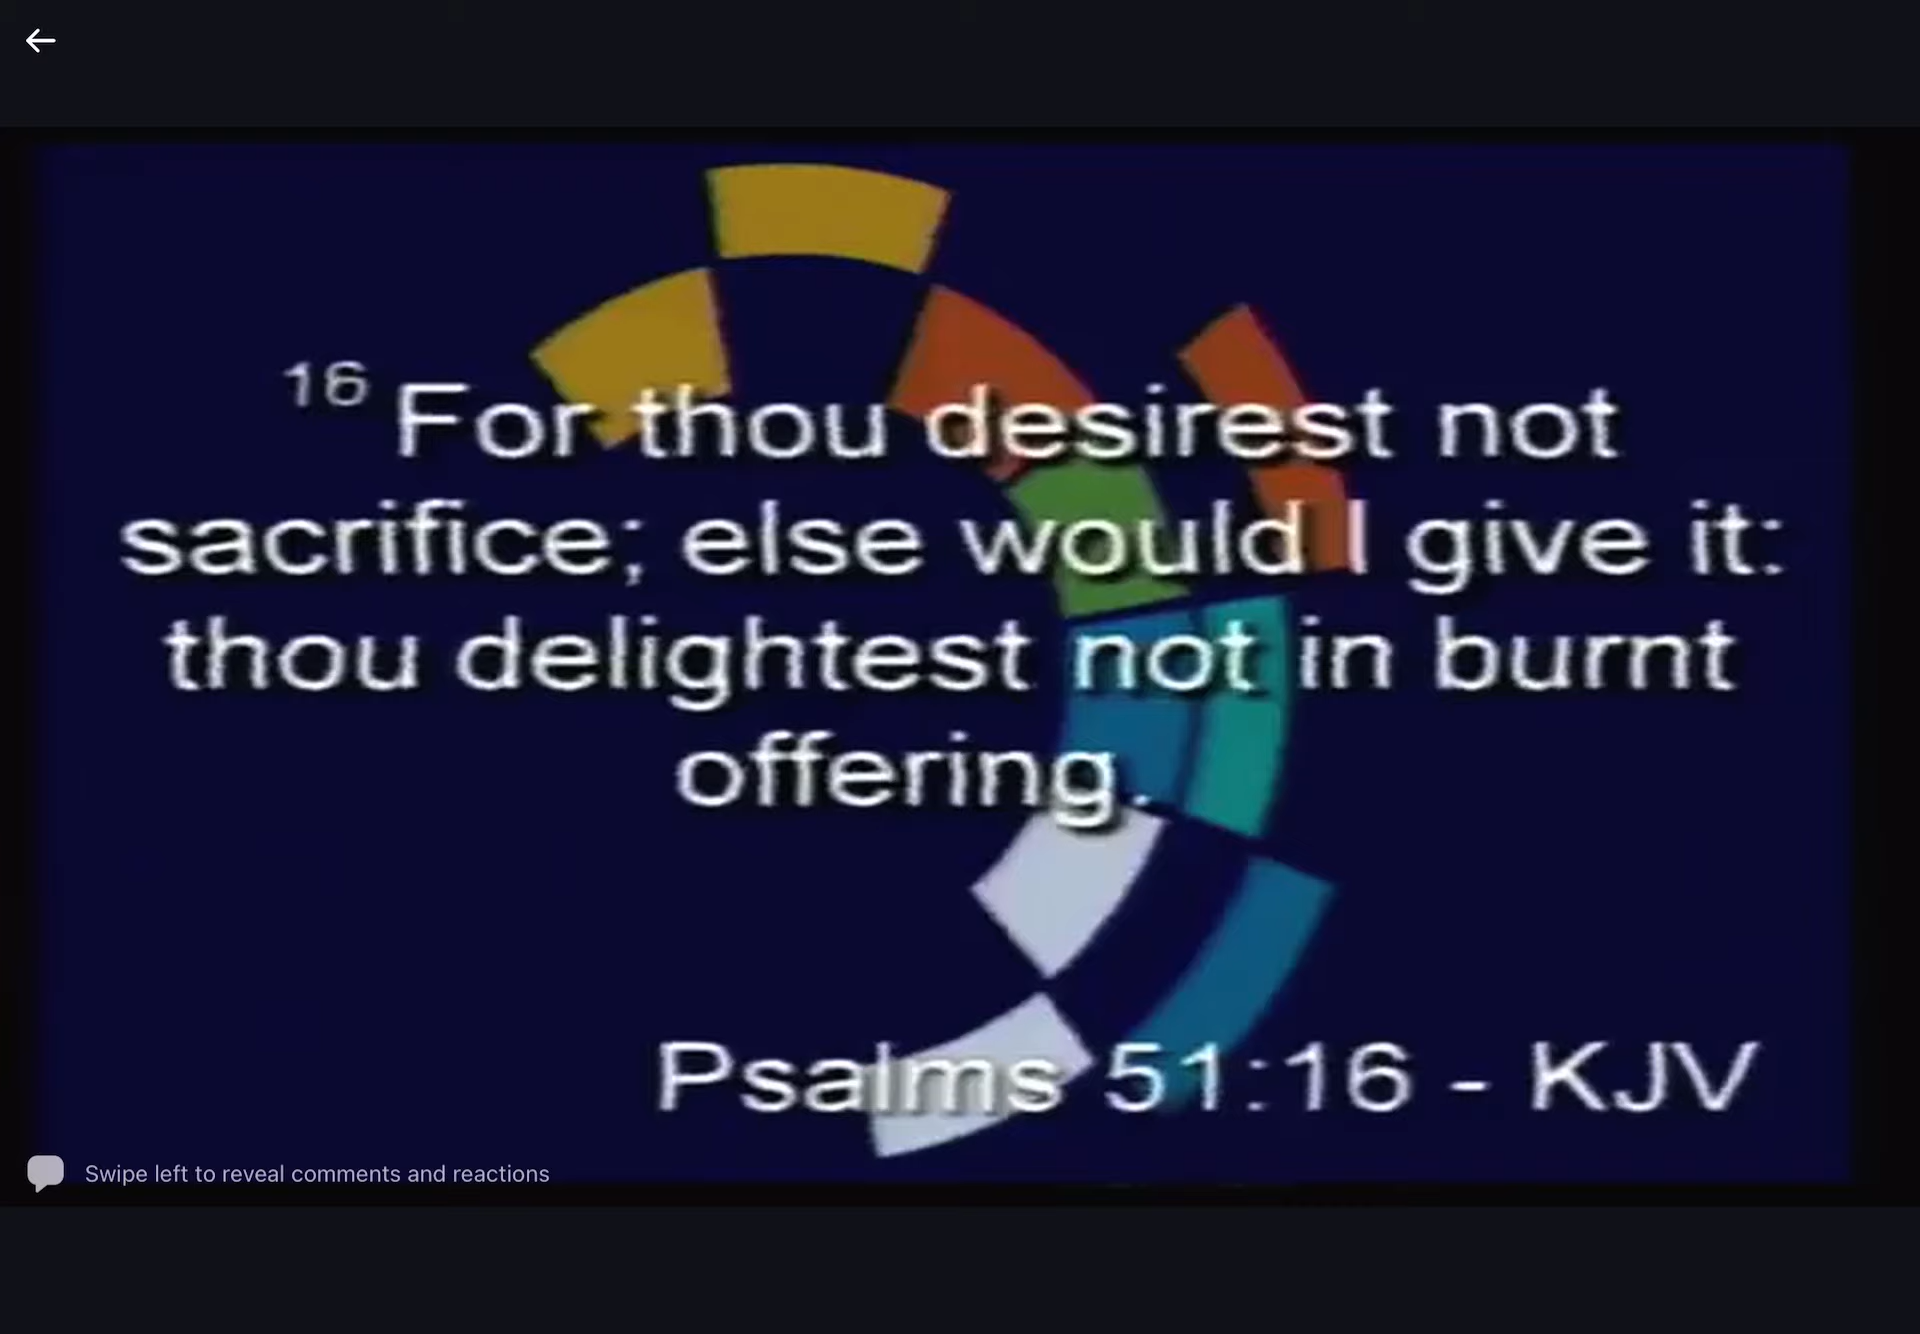 16 For thou desirest not
sacrifice; else would I give it:
thou delightest not in burnt
offering.
Psalms 51:16 - KJV
Swipe left to reveal comments and reactions